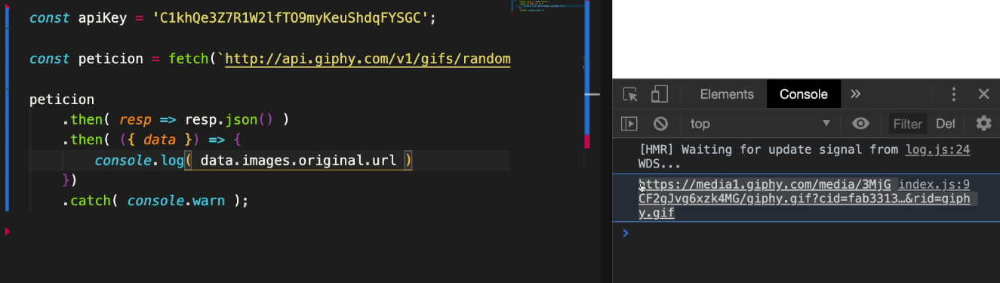 const apiKey = 'C1khQe3Z7R1W2lfTO9myKeuShdqFYSGC';
const peticion = fetch(`http://api.giphy.com/v1/gifs/random
peticion
.then( resp => resp.json() )
.then( ({ data }) => {
console.log( data.images.original.url )
})
.catch( console.warn );
Elements Console »
top Filter Def
[HMR] Waiting for update signal from log.js:24
WDS...
https://media1.giphy.com/media/3MjG index.js:9
CF2gJvg6xzk4MG/giphy.gif?cid=fab3313…&rid=giph
y.gif
>